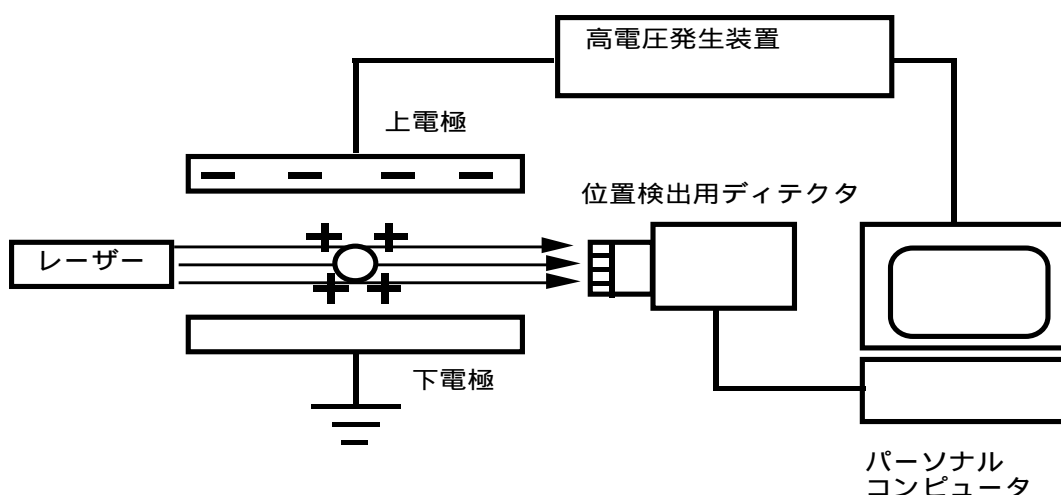 高電圧発生装置
上電極
位置検出用ディテクタ
レーザー
下電極
パーソナル
コンピュータ